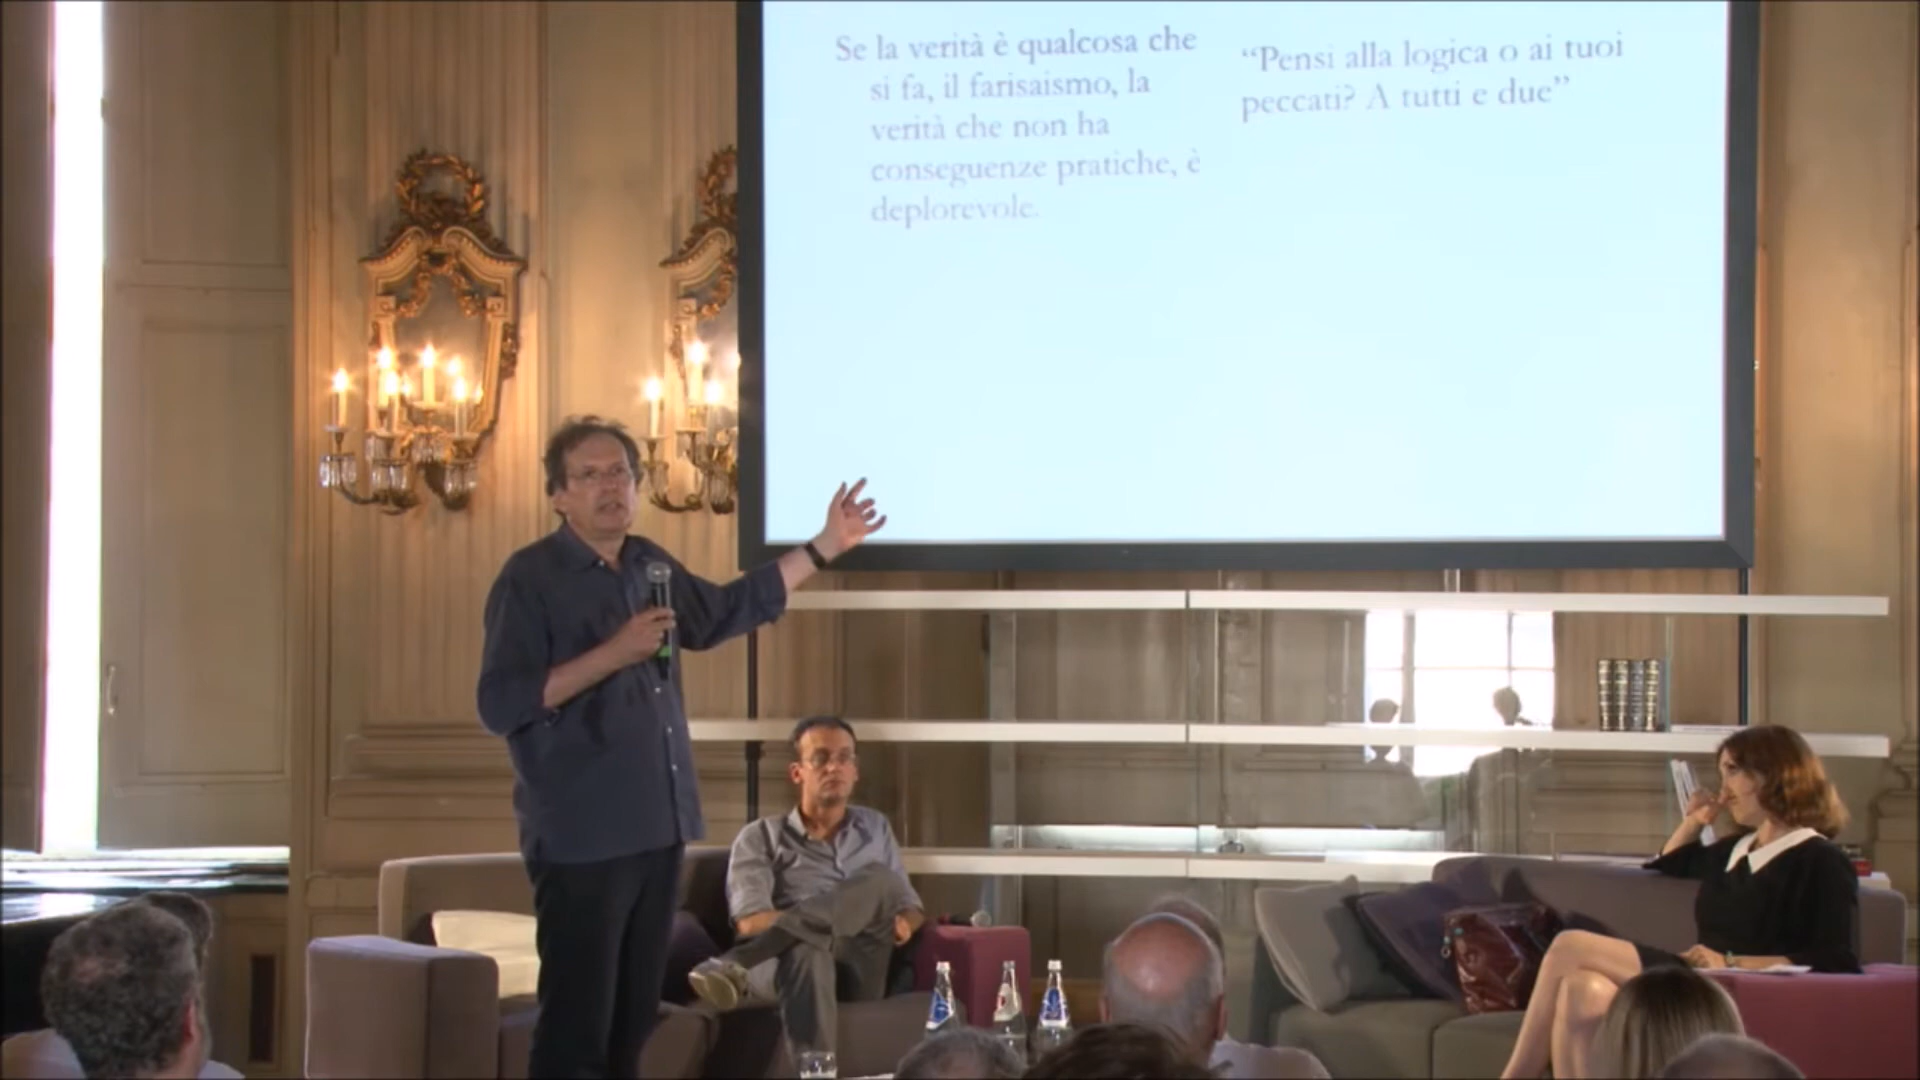 Se la verità è qualcosa che
si fa, il farisaismo, la
verità che non ha
conseguenze pratiche, è
deplorevole.
“Pensi alla logica o ai tuoi
peccati? A tutti e due”